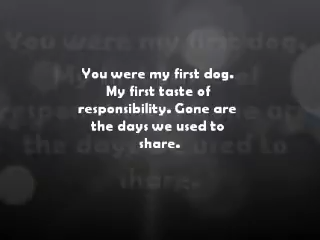 You were my first dog.
My first taste of
responsibility. Gone are
the days we used to
share.